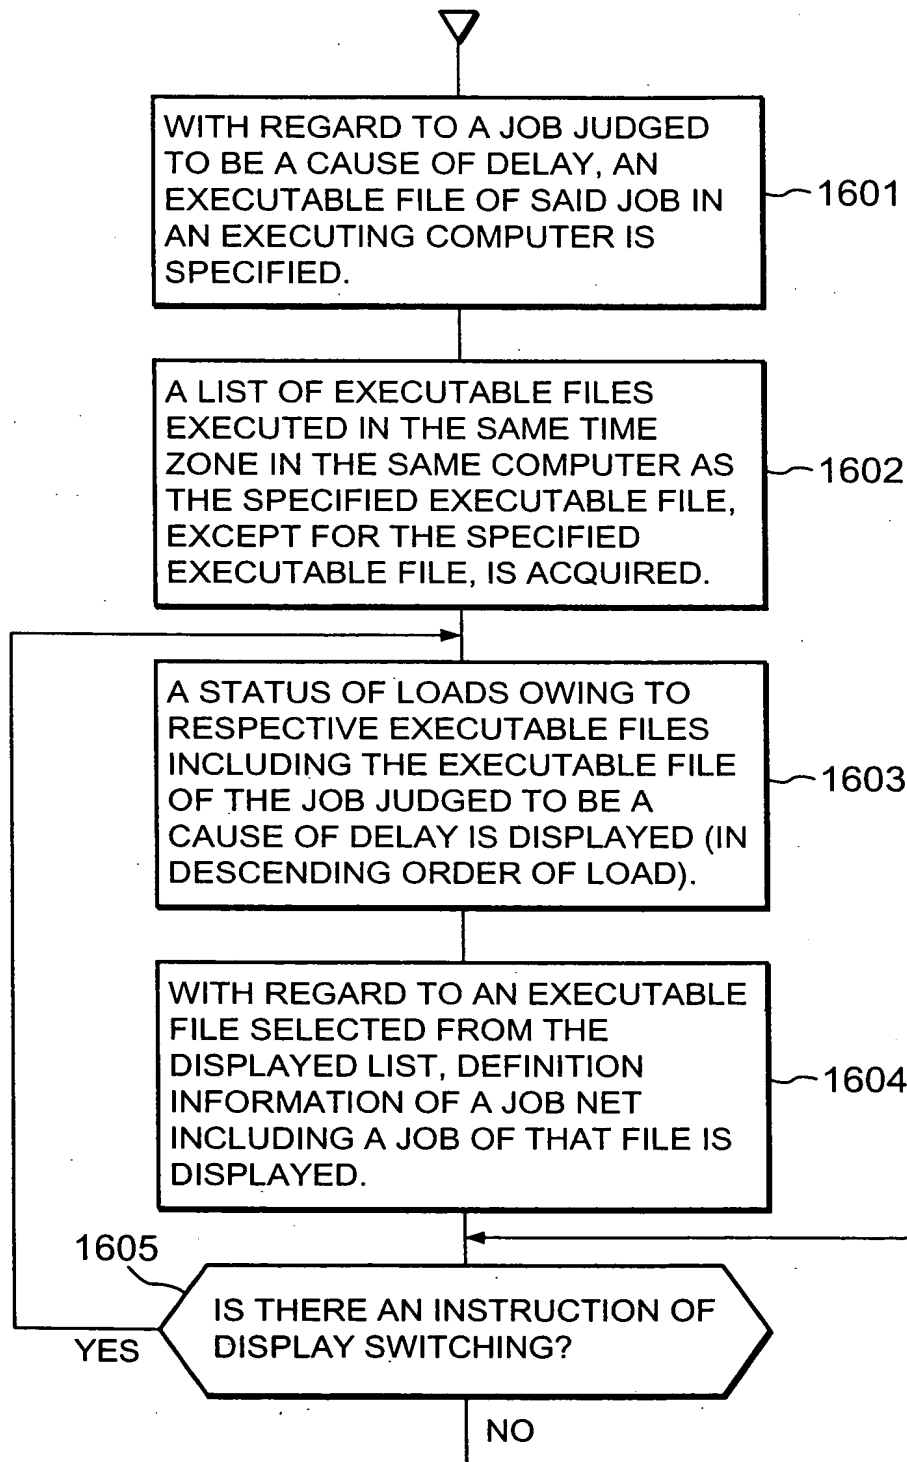 WITH REGARD TO A JOB JUDGED
TO BE A CAUSE OF DELAY, AN
EXECUTABLE FILE OF SAID JOB IN
AN EXECUTING COMPUTER IS
SPECIFIED.
1601
A LIST OF EXECUTABLE FILES
EXECUTED IN THE SAME TIME
ZONE IN THE SAME COMPUTER AS
THE SPECIFIED EXECUTABLE FILE,
EXCEPT FOR THE SPECIFIED
EXECUTABLE FILE, IS ACQUIRED.
1602
A STATUS OF LOADS OWING TO
RESPECTIVE EXECUTABLE FILES
INCLUDING THE EXECUTABLE FILE
OF THE JOB JUDGED TO BE A
CAUSE OF DELAY IS DISPLAYED (IN
DESCENDING ORDER OF LOAD).
1603
WITH REGARD TO AN EXECUTABLE
FILE SELECTED FROM THE
DISPLAYED LIST, DEFINITION
INFORMATION OF A JOB NET
INCLUDING A JOB OF THAT FILE IS
DISPLAYED.
1604
1605
IS THERE AN INSTRUCTION OF
DISPLAY SWITCHING?
YES
NO